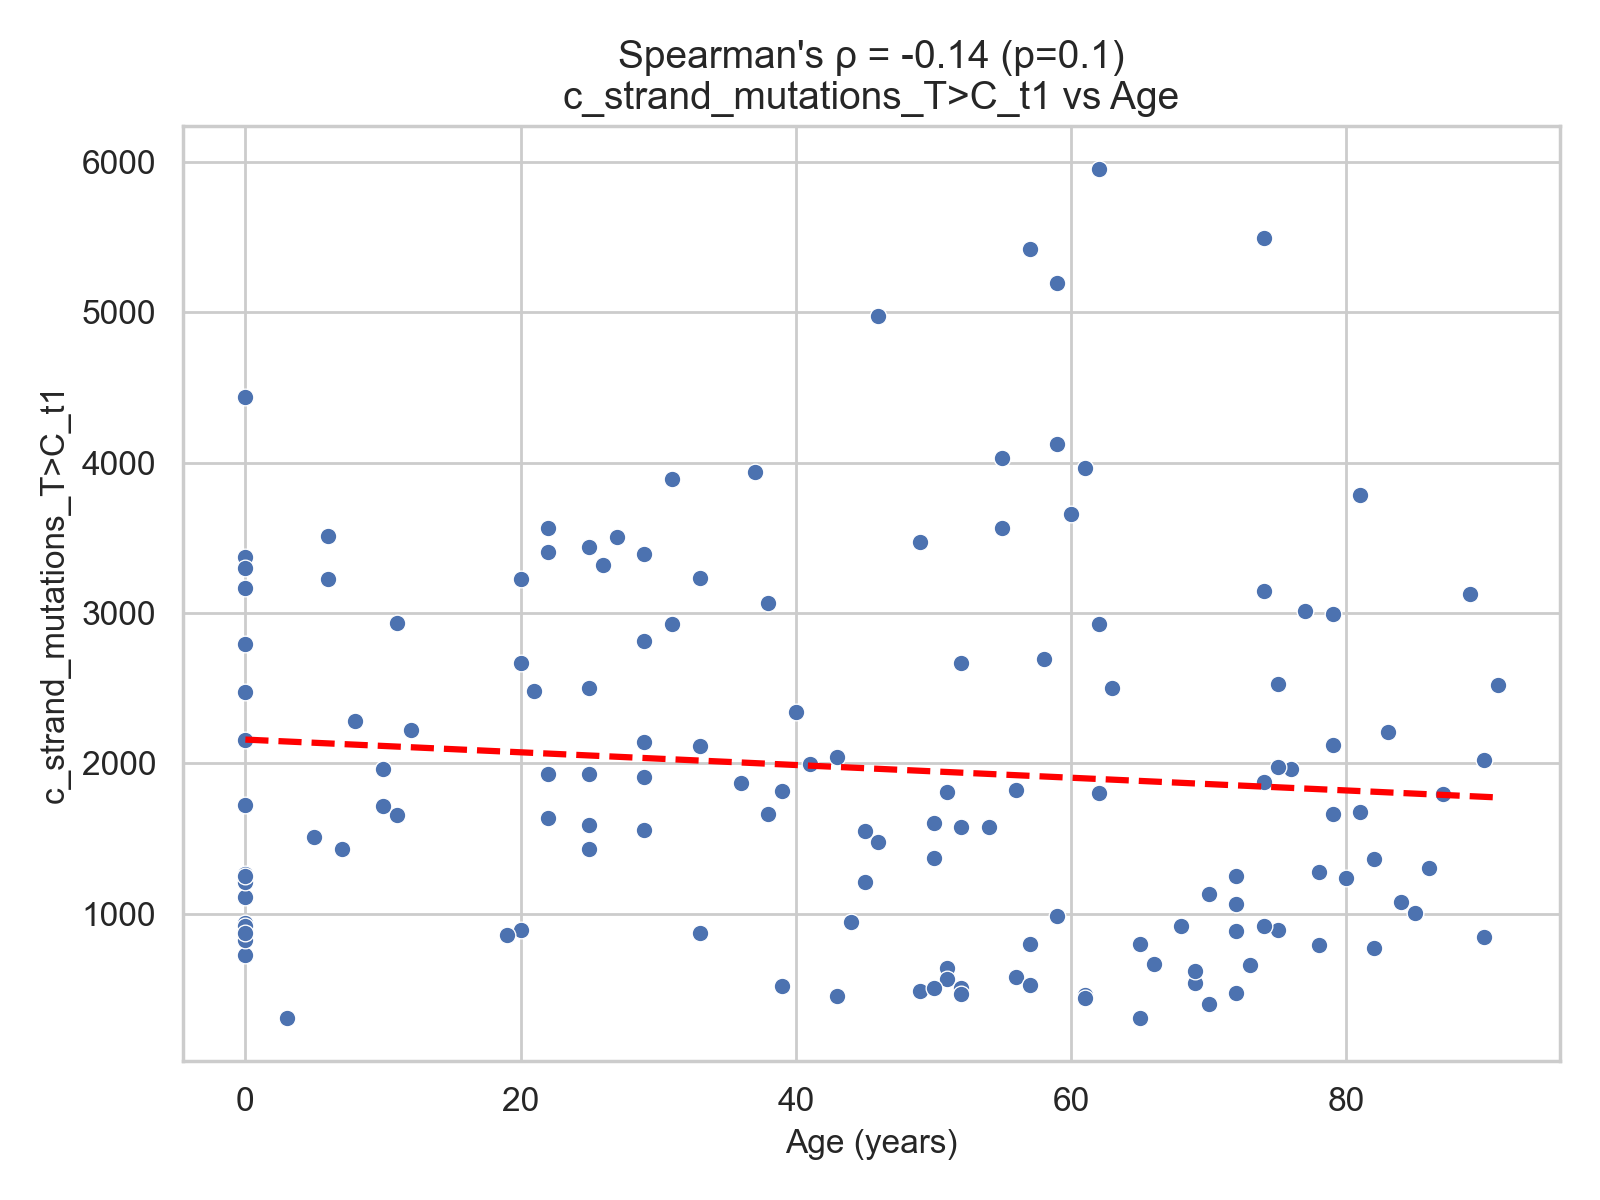 Spearman's ρ = -0.14 (p=0.1)
c_strand_mutations_T>C_t1 vs Age
6000
5000
4000
3000
2000
1000
c_strand_mutations_T>C_t1
0 20 40 60 80
Age (years)